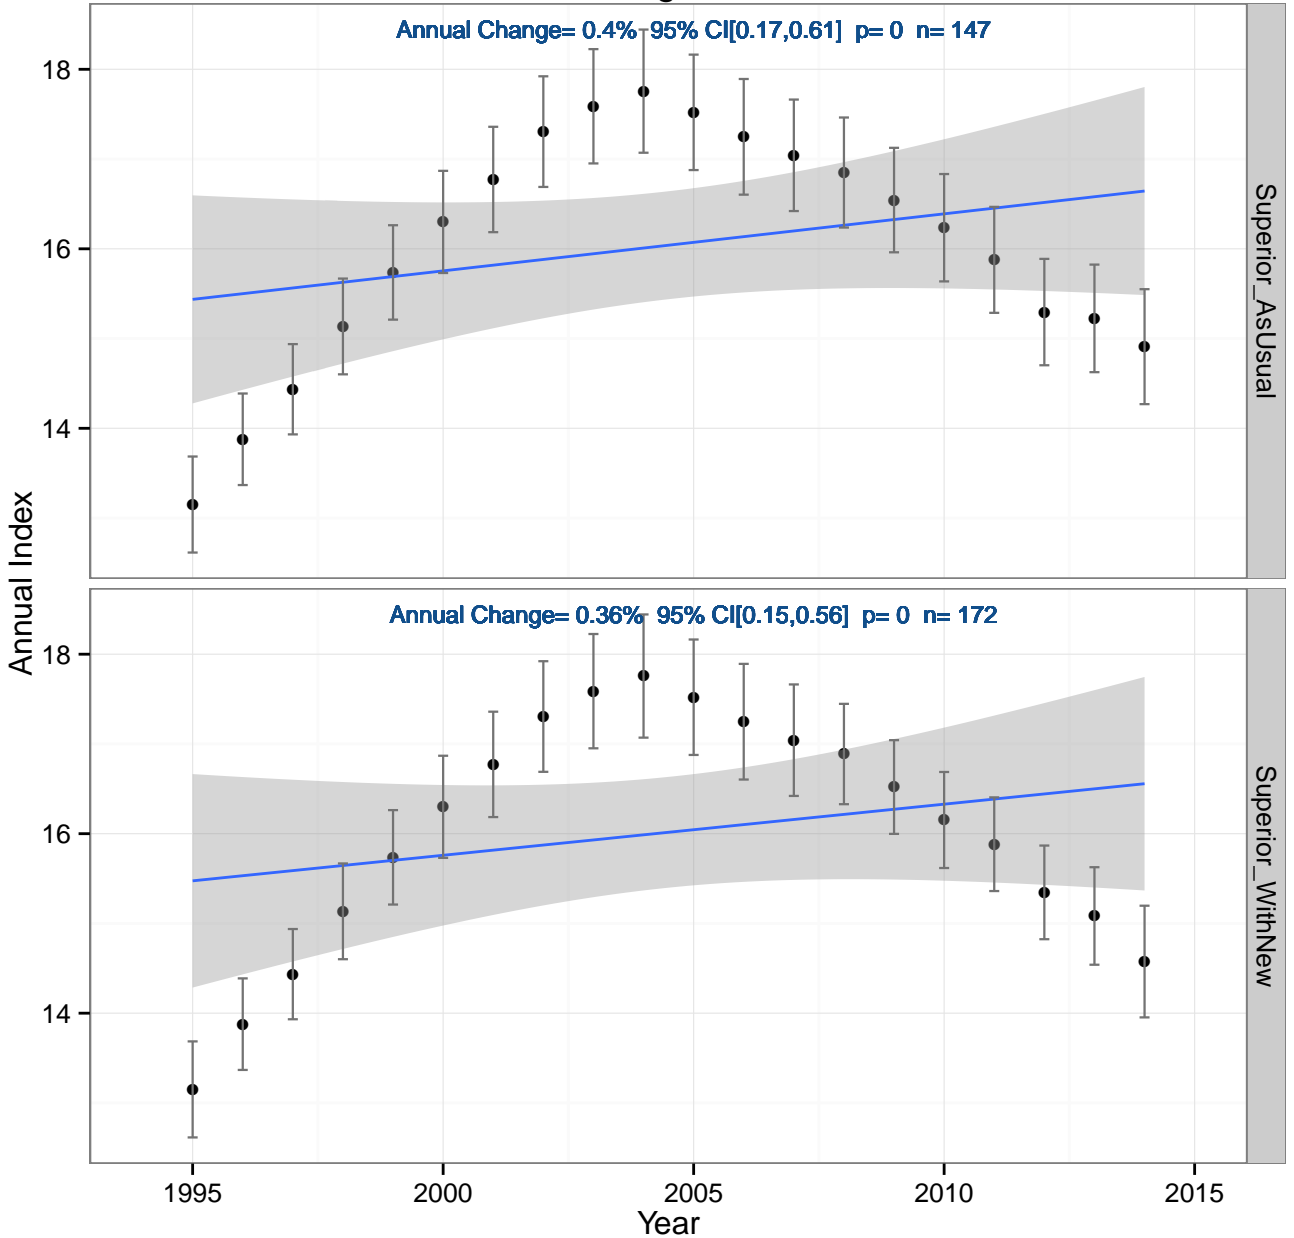 Annual Change= 0.4%  95% CI[0.17,0.61]  p= 0  n= 147
18
16
14
Superior_AsUsual
Annual Index
Annual Change= 0.36%  95% CI[0.15,0.56]  p= 0  n= 172
18
16
14
Superior_WithNew
1995 2000 2005 2010 2015
Year